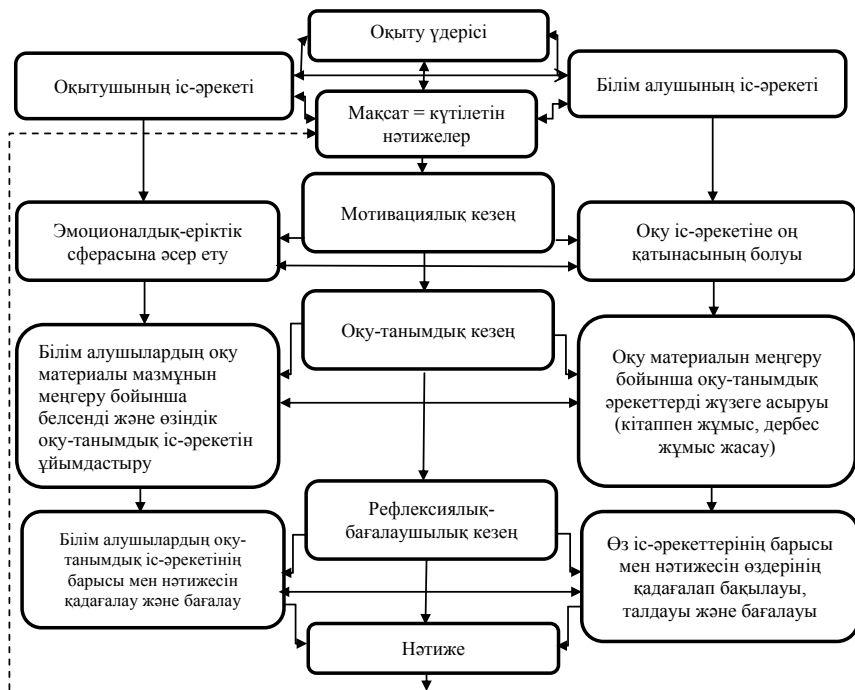 Оқыту үдерісі
Оқытушының іс-әрекеті
Білім алушының іс-әрекеті
Мақсат = күтілетін
нәтижелер
Мотивациялық кезең
Эмоционалдық-еріктік
сферасына әсер ету
Оқу іс-әрекетіне оң
қатынасының болуы
Оқу-танымдық кезең
Білім алушылардың оқу
материалы мазмұнын
меңгеру бойынша
белсенді және өзіндік
оқу-танымдық іс-әрекетін
ұйымдастыру
Оқу материалын меңгеру
бойынша оқу-танымдық
әрекеттерді жүзеге асыруы
(кітаппен жұмыс, дербес
жұмыс жасау)
Рефлексиялық-
бағалаушылық кезең
Білім алушылардың оқу-
танымдық іс-әрекетінің
барысы мен нәтижесін
қадағалау және бағалау
Өз іс-әрекеттерінің барысы
мен нәтижесін өздерінің
қадағалап бақылауы,
талдауы және бағалауы
Нәтиже